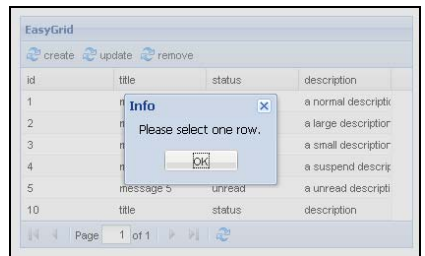 EasyGrid
create update remove
id title status description
1 a normal descriptic
2 a large descriptior
3 a small descriptior
4 a suspend descrip
5 message 5 unread a unread descripti
10 title status description
Info
Please select one row.
OK
Page 1 of 1